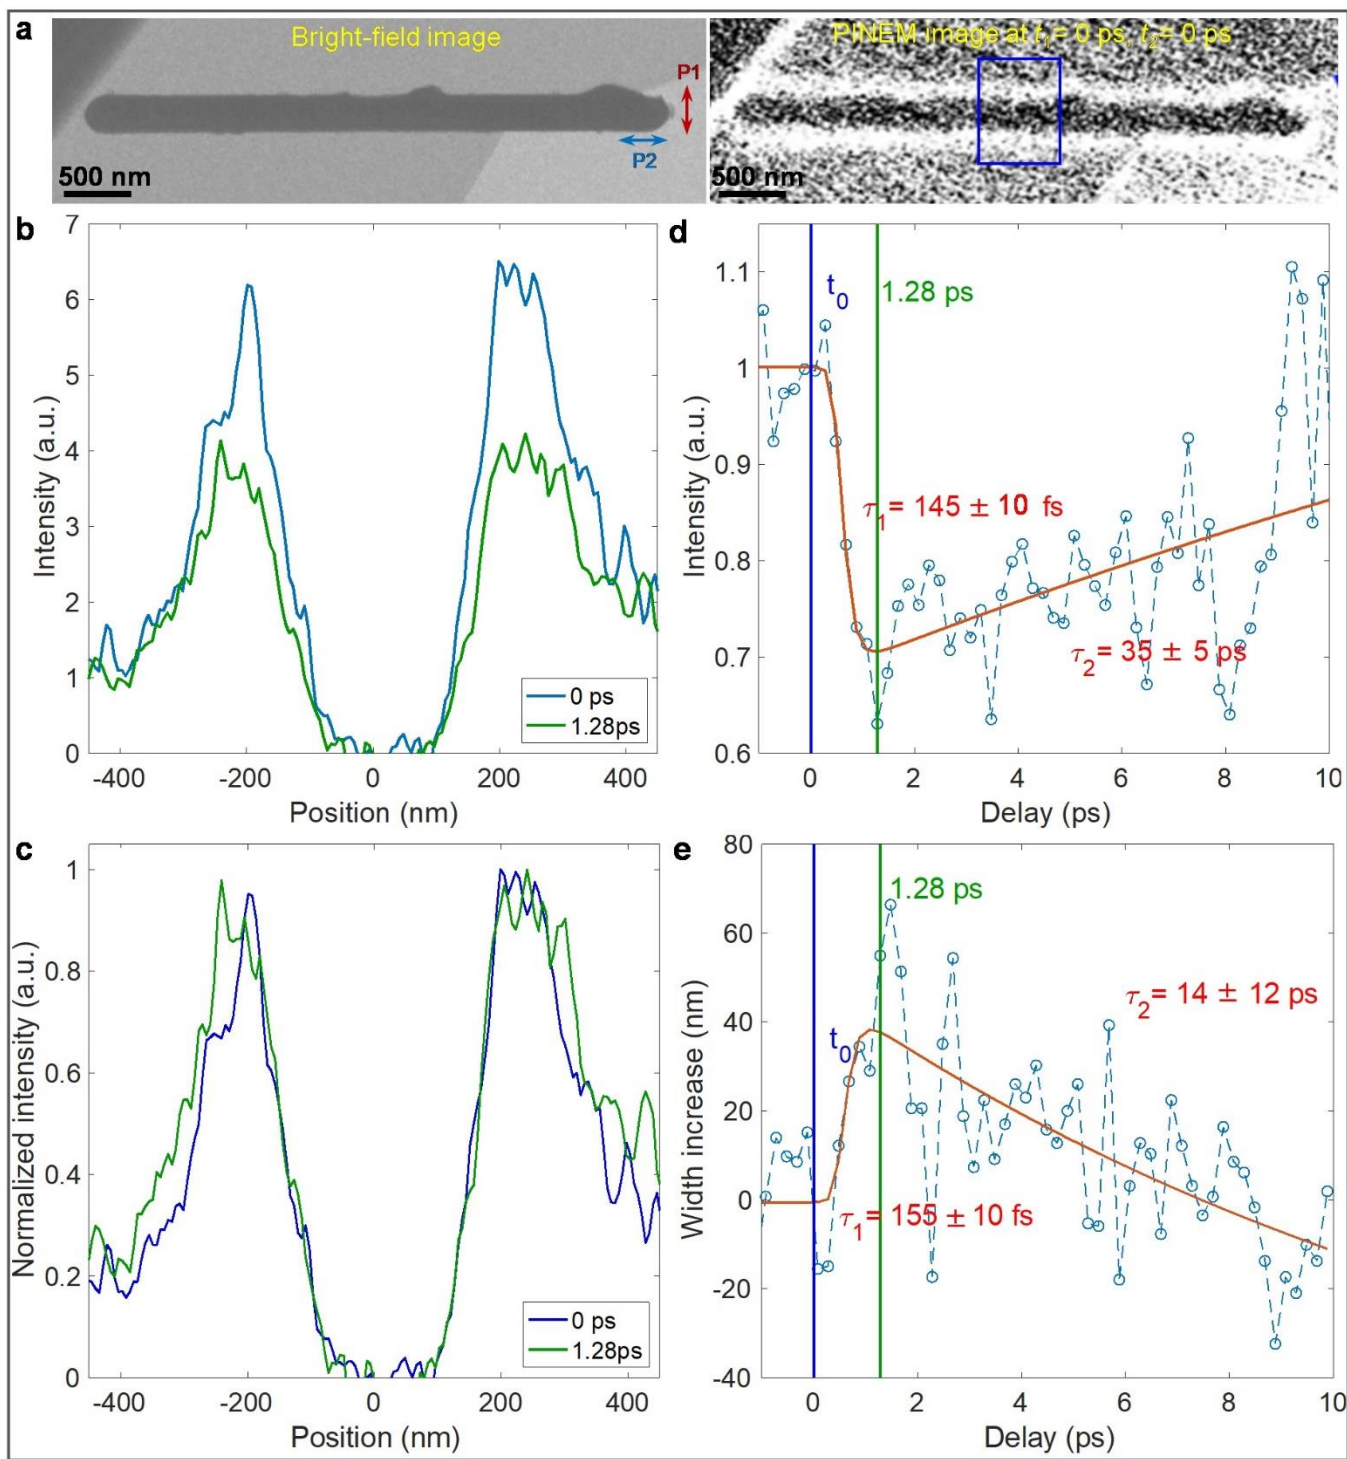 a
Bright-field image
P1
P2
500 nm
PINEM image at t1= 0 ps, t2= 0 ps
500 nm
b
7
6
5
4
3
2
1
0
Intensity (a.u.)
0 ps
1.28ps
-400 -200 0 200 400
Position (nm)
d
1.1
1
0.9
0.8
0.7
0.6
Intensity (a.u.)
t0
1.28 ps
τ1= 145 ± 10 fs
τ2= 35 ± 5 ps
0 2 4 6 8 10
Delay (ps)
c
1
0.8
0.6
0.4
0.2
0
Normalized intensity (a.u.)
0 ps
1.28ps
-400 -200 0 200 400
Position (nm)
e
80
60
40
20
0
-20
-40
Width increase (nm)
1.28 ps
τ2= 14 ± 12 ps
t0
τ1= 155 ± 10 fs
0 2 4 6 8 10
Delay (ps)